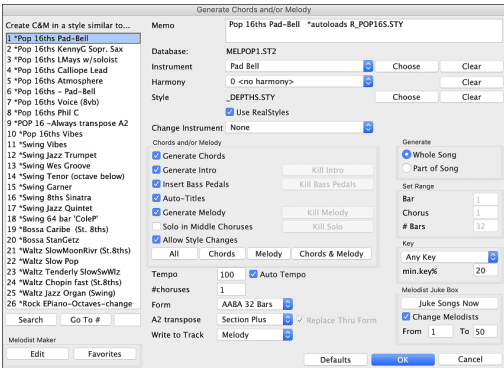 Generate Chords and/or Melody
Create C&M in a style similar to...
1 *Pop 16ths Pad-Bell
2 *Pop 16ths KennyG Sopr. Sax
3 *Pop 16ths LMays w/soloist
4 *Pop 16ths Calliope Lead
5 *Pop 16ths Atmosphere
6 *Pop 16ths - Pad-Bell
7 *Pop 16ths Voice (8vb)
8 *Pop 16ths Phil C
9 *POP 16 -Always transpose A2
10 *Pop 16ths Vibes
11 *Swing Vibes
12 *Swing Jazz Trumpet
13 *Swing Wes Groove
14 *Swing Tenor (octave below)
15 *Swing Garner
16 *Swing 8ths Sinatra
17 *Swing Jazz Quintet
18 *Swing 64 bar 'ColeP'
19 *Bossa Caribe (St. 8ths)
20 *Bossa StanGetz
21 *Waltz SlowMoonRivr (St.8ths)
22 *Waltz Slow Pop
23 *Waltz Tenderly SlowSwWlz
24 *Waltz Chopin fast (St.8ths)
25 *Waltz Jazz Organ (Swing)
26 *Rock EPiano-Octaves-change
Search Go To #
Melodist Maker
Edit Favorites
Memo Pop 16ths Pad-Bell *autoloads R_POP16S.STY
Database: MELPOP1.ST2
Instrument Pad Bell Choose Clear
Harmony 0 <no harmony> Clear
Style _DEPTHS.STY Choose Clear
Use RealStyles
Change Instrument None
Chords and/or Melody
Generate Chords
Generate Intro Kill Intro
Insert Bass Pedals Kill Bass Pedals
Auto-Titles
Generate Melody Kill Melody
Solo in Middle Choruses Kill Solo
Allow Style Changes
All Chords Melody Chords & Melody
Tempo 100 Auto Tempo
#choruses 1
Form AABA 32 Bars
A2 transpose Section Plus Replace Thru Form
Write to Track Melody
Generate
Whole Song
Part of Song
Set Range
Bar 1
Chorus 1
# Bars 32
Key
Any Key
min.key% 20
Melodist Juke Box
Juke Songs Now
Change Melodists
From 1 To 50
Defaults OK Cancel